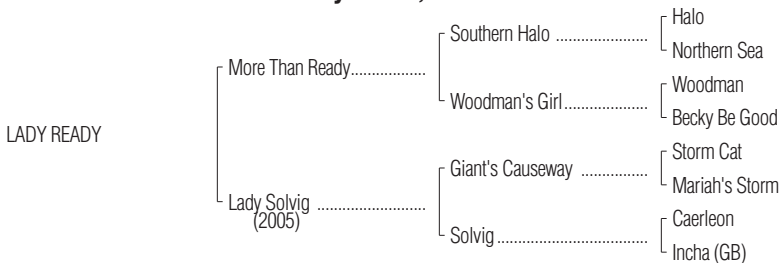 Halo
Southern Halo ......................
Northern Sea
More Than Ready..................
Woodman
Woodman's Girl....................
Becky Be Good
LADY READY
Storm Cat
Giant's Causeway ................
Mariah's Storm
Lady Solvig ..........................
(2005)
Caerleon
Solvig....................................
Incha (GB)